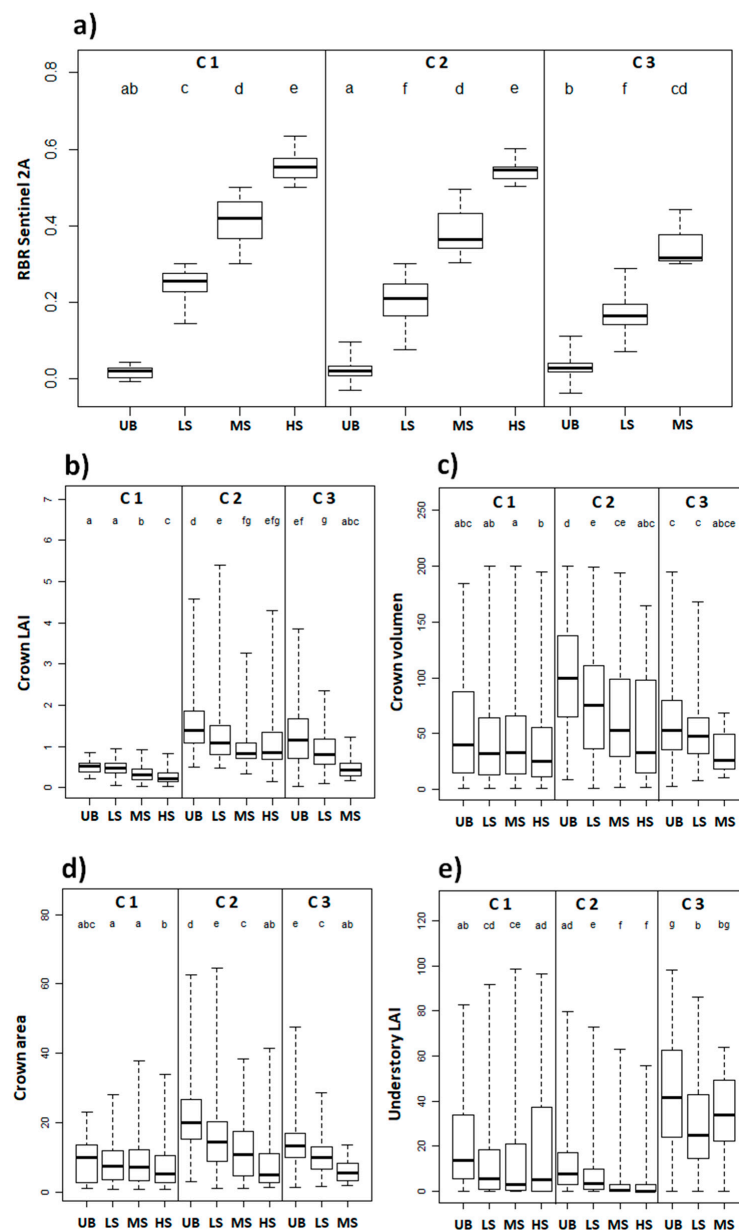 a)
C 1 C 2 C 3
ab c d e a f d e b f cd
RBR Sentinel 2A
0.8
0.6
0.4
0.2
0.0
UB LS MS HS UB LS MS HS UB LS MS
b)
C 1 C 2 C 3
a a b c d e fg efg ef g abc
Crown LAI
7
6
5
4
3
2
1
0
UB LS MS HS UB LS MS HS UB LS MS
c)
C 1 C 2 C 3
abc ab a b d e ce abc c c abce
Crown volumen
250
200
150
100
50
0
UB LS MS HS UB LS MS HS UB LS MS
d)
C 1 C 2 C 3
abc a a b d e c ab e c ab
Crown area
80
60
40
20
0
UB LS MS HS UB LS MS HS UB LS MS
e)
C 1 C 2 C 3
ab cd ce ad ad e f f g b bg
Understory LAI
120
100
80
60
40
20
0
UB LS MS HS UB LS MS HS UB LS MS